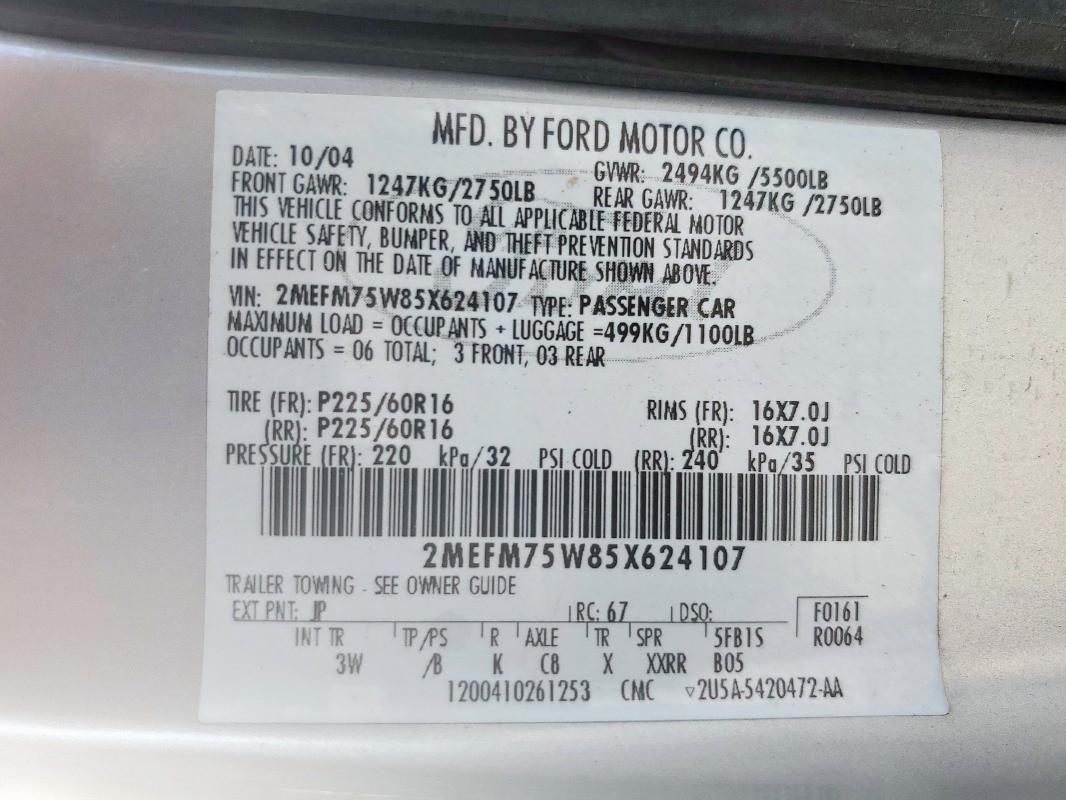 MFD. BY FORD MOTOR CO.
DATE: 10/04 GVWR: 2494KG /5500LB
FRONT GAWR: 1247KG/2750LB REAR GAWR: 1247KG /2750LB
THIS VEHICLE CONFORMS TO ALL APPLICABLE FEDERAL MOTOR
VEHICLE SAFETY, BUMPER, AND THEFT PREVENTION STANDARDS
IN EFFECT ON THE DATE OF MANUFACTURE SHOWN ABOVE.
VIN: 2MEFM75W85X624107 TYPE: PASSENGER CAR
MAXIMUM LOAD = OCCUPANTS + LUGGAGE =499KG/1100LB
OCCUPANTS = 06 TOTAL; 3 FRONT, 03 REAR
TIRE (FR): P225/60R16 RIMS (FR): 16X7.0J
(RR): P225/60R16 (RR): 16X7.0J
PRESSURE (FR): 220 kPa/32 PSI COLD (RR): 240 kPa/35 PSI COLD
2MEFM75W85X624107
TRAILER TOWING - SEE OWNER GUIDE
EXT PNT: JP RC: 67 DSO: F0161
INT TR TP/PS R AXLE TR SPR 5FB1S R0064
3W /B K C8 X XXRR B05
1200410261253 CMC ▿2U5A-5420472-AA